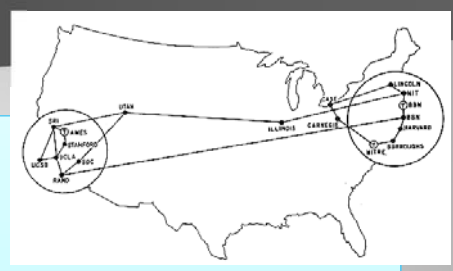 LINCOLN
CASE
MIT
UTAH
T
BBN
SRI
BBN
T
AMES
ILLINOIS
CARNEGIE
HARVARD
STANFORD
BURROUGHS
UCSB
UCLA
SDC
T
MITRE
RAND